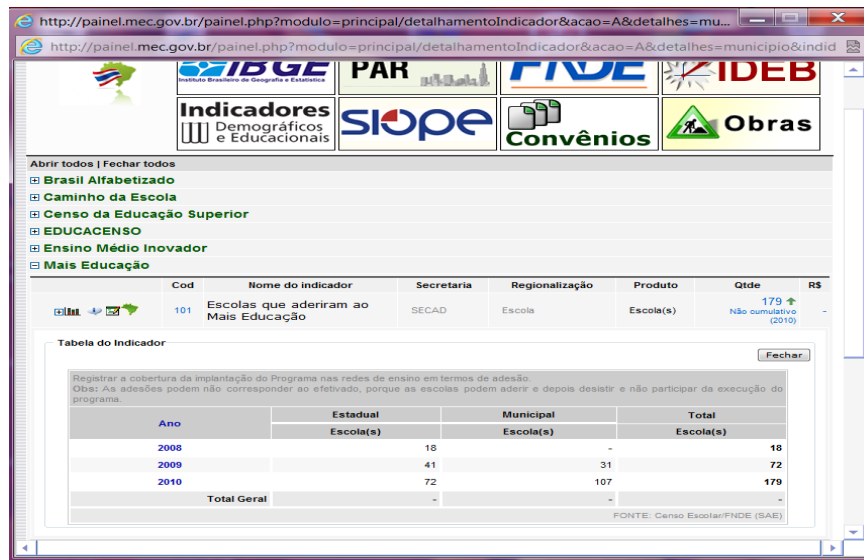 http://painel.mec.gov.br/painel.php?modulo=principal/detalhamentoIndicador&acao=A&detalhes=mu...
http://painel.mec.gov.br/painel.php?modulo=principal/detalhamentoIndicador&acao=A&detalhes=municipio&indid
IBGE PAR FNDE IDEB
Instituto Brasileiro de Geografia e Estatística
Indicadores
Demográficos
e Educacionais
SIOPE
Convênios
Obras
Abrir todos | Fechar todos
Brasil Alfabetizado
Caminho da Escola
Censo da Educação Superior
EDUCACENSO
Ensino Médio Inovador
Mais Educação
Cod Nome do indicador Secretaria Regionalização Produto Qtde R$
101 Escolas que aderiram ao Mais Educação SECAD Escola Escola(s) 179 -
Não cumulativo
(2010)
Tabela do Indicador
Fechar
Registrar a cobertura da implantação do Programa nas redes de ensino em termos de adesão.
Obs: As adesões podem não corresponder ao efetivado, porque as escolas podem aderir e depois desistir e não participar da execução do
programa.
Ano Estadual Municipal Total
Escola(s) Escola(s) Escola(s)
2008 18 - 18
2009 41 31 72
2010 72 107 179
Total Geral - - -
FONTE: Censo Escolar/FNDE (SAE)